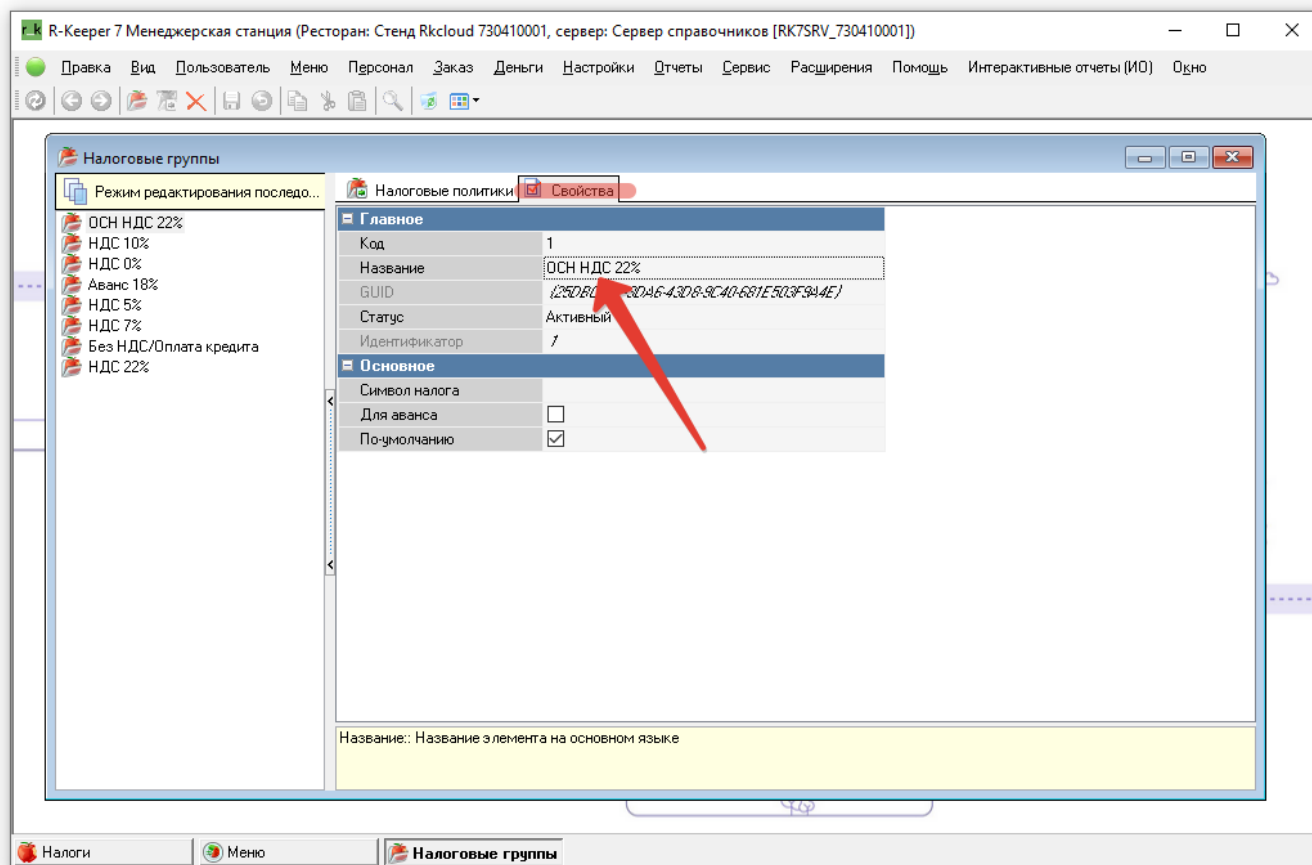 r_k R-Keeper 7 Менеджерская станция (Ресторан: Стенд Rkcloud 730410001, сервер: Сервер справочников [RK7SRV_730410001])
Правка Вид Пользователь Меню Персонал Заказ Деньги Настройки Отчеты Сервис Расширения Помощь Интерактивные отчеты (ИО) Окно
Налоговые группы
Режим редактирования последо...
ОСН НДС 22%
НДС 10%
НДС 0%
Аванс 18%
НДС 5%
НДС 7%
Без НДС/Оплата кредита
НДС 22%
Налоговые политики Свойства
Главное
Код 1
Название ОСН НДС 22%
GUID
Статус Активный
Идентификатор 1
Основное
Символ налога
Для аванса
По-умолчанию
Название:: Название элемента на основном языке
Налоги Меню Налоговые группы